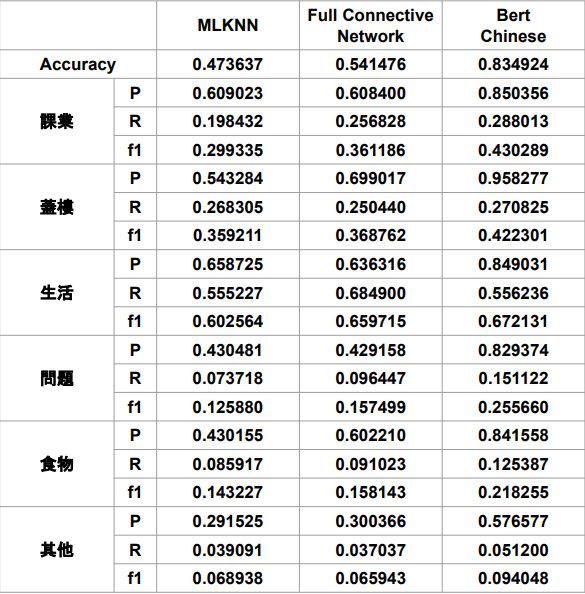 MLKNN Full Connective Network Bert Chinese
Accuracy 0.473637 0.541476 0.834924
課業 P 0.609023 0.608400 0.850356
R 0.198432 0.256828 0.288013
f1 0.299335 0.361186 0.430289
蓋樓 P 0.543284 0.699017 0.958277
R 0.268305 0.250440 0.270825
f1 0.359211 0.368762 0.422301
生活 P 0.658725 0.636316 0.849031
R 0.555227 0.684900 0.556236
f1 0.602564 0.659715 0.672131
問題 P 0.430481 0.429158 0.829374
R 0.073718 0.096447 0.151122
f1 0.125880 0.157499 0.255660
食物 P 0.430155 0.602210 0.841558
R 0.085917 0.091023 0.125387
f1 0.143227 0.158143 0.218255
其他 P 0.291525 0.300366 0.576577
R 0.039091 0.037037 0.051200
f1 0.068938 0.065943 0.094048